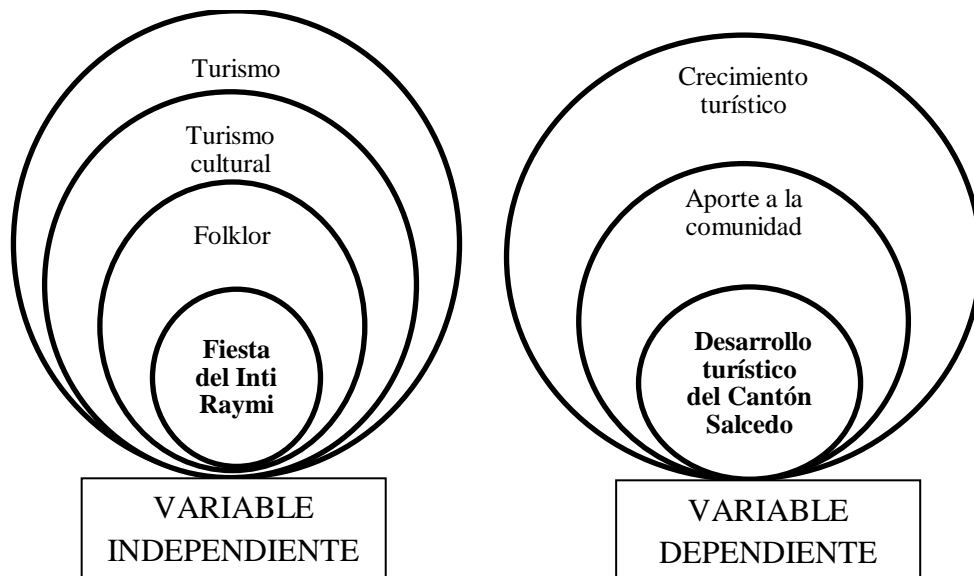 Turismo
Turismo
cultural
Folklor
Fiesta
del Inti
Raymi
VARIABLE
INDEPENDIENTE
Crecimiento
turístico
Aporte a la
comunidad
Desarrollo
turístico
del Cantón
Salcedo
VARIABLE
DEPENDIENTE